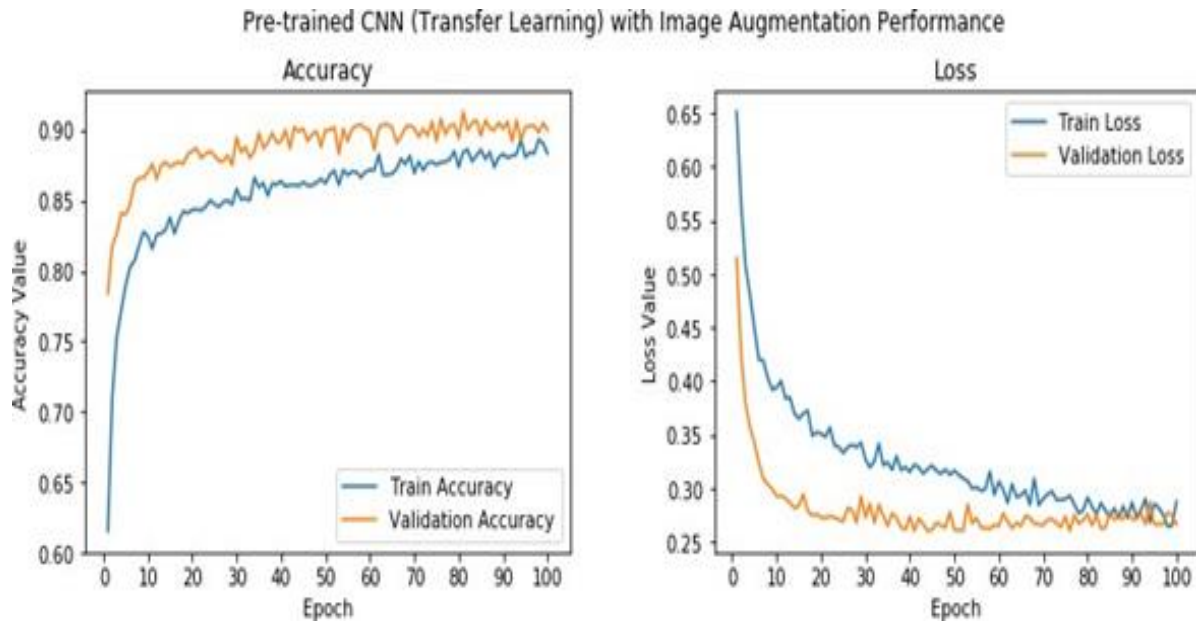 Pre-trained CNN (Transfer Learning) with Image Augmentation Performance
Accuracy
Accuracy Value
0.90
0.85
0.80
0.75
0.70
0.65
0.60
Train Accuracy
Validation Accuracy
0 10 20 30 40 50 60 70 80 90 100
Epoch
Loss
Loss Value
0.65
0.60
0.55
0.50
0.45
0.40
0.35
0.30
0.25
Train Loss
Validation Loss
0 10 20 30 40 50 60 70 80 90 100
Epoch